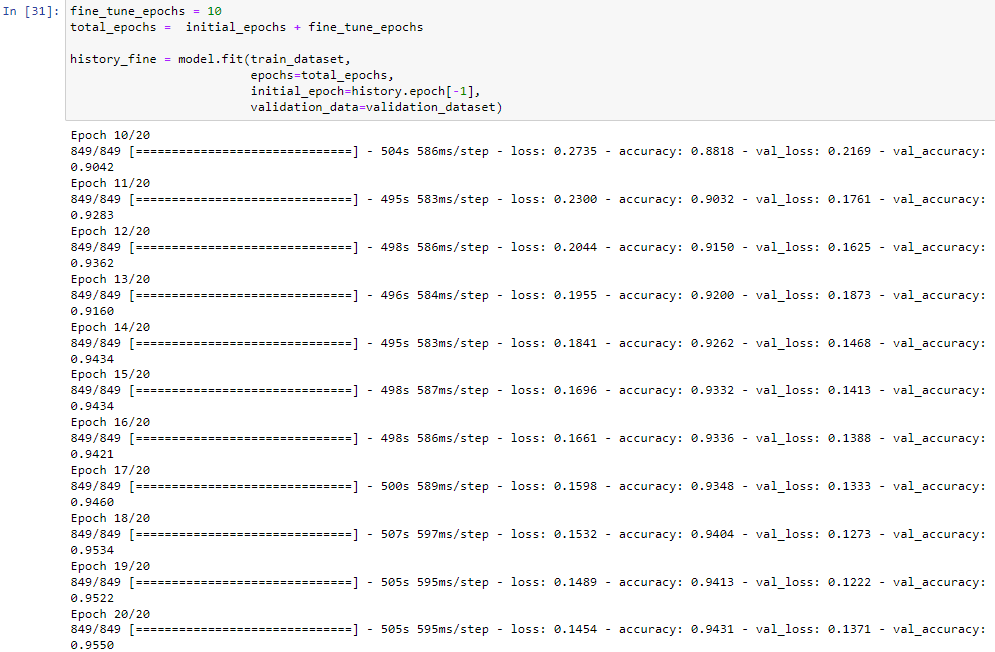 In [31]: fine_tune_epochs = 10
total_epochs =  initial_epochs + fine_tune_epochs

history_fine = model.fit(train_dataset,
                         epochs=total_epochs,
                         initial_epoch=history.epoch[-1],
                         validation_data=validation_dataset)
Epoch 10/20
849/849 [==============================] - 504s 586ms/step - loss: 0.2735 - accuracy: 0.8818 - val_loss: 0.2169 - val_accuracy:
0.9042
Epoch 11/20
849/849 [==============================] - 495s 583ms/step - loss: 0.2300 - accuracy: 0.9032 - val_loss: 0.1761 - val_accuracy:
0.9283
Epoch 12/20
849/849 [==============================] - 498s 586ms/step - loss: 0.2044 - accuracy: 0.9150 - val_loss: 0.1625 - val_accuracy:
0.9362
Epoch 13/20
849/849 [==============================] - 496s 584ms/step - loss: 0.1955 - accuracy: 0.9200 - val_loss: 0.1873 - val_accuracy:
0.9160
Epoch 14/20
849/849 [==============================] - 495s 583ms/step - loss: 0.1841 - accuracy: 0.9262 - val_loss: 0.1468 - val_accuracy:
0.9434
Epoch 15/20
849/849 [==============================] - 498s 587ms/step - loss: 0.1696 - accuracy: 0.9332 - val_loss: 0.1413 - val_accuracy:
0.9434
Epoch 16/20
849/849 [==============================] - 498s 586ms/step - loss: 0.1661 - accuracy: 0.9336 - val_loss: 0.1388 - val_accuracy:
0.9421
Epoch 17/20
849/849 [==============================] - 500s 589ms/step - loss: 0.1598 - accuracy: 0.9348 - val_loss: 0.1333 - val_accuracy:
0.9460
Epoch 18/20
849/849 [==============================] - 507s 597ms/step - loss: 0.1532 - accuracy: 0.9404 - val_loss: 0.1273 - val_accuracy:
0.9534
Epoch 19/20
849/849 [==============================] - 505s 595ms/step - loss: 0.1489 - accuracy: 0.9413 - val_loss: 0.1222 - val_accuracy:
0.9522
Epoch 20/20
849/849 [==============================] - 505s 595ms/step - loss: 0.1454 - accuracy: 0.9431 - val_loss: 0.1371 - val_accuracy:
0.9550